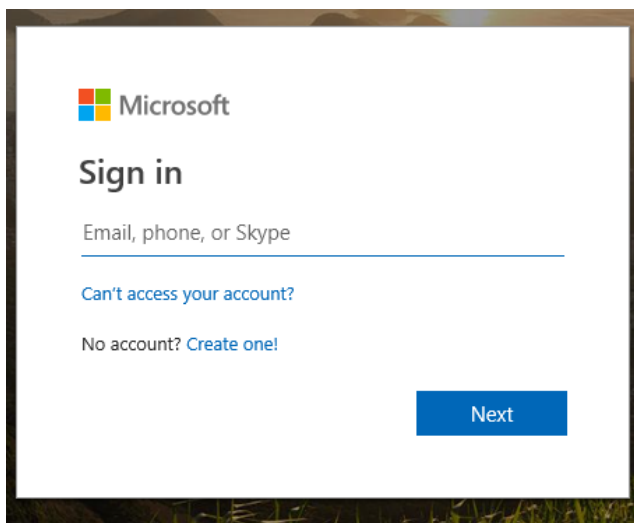 Microsoft
Sign in
Email, phone, or Skype
Can't access your account?
No account? Create one!
Next